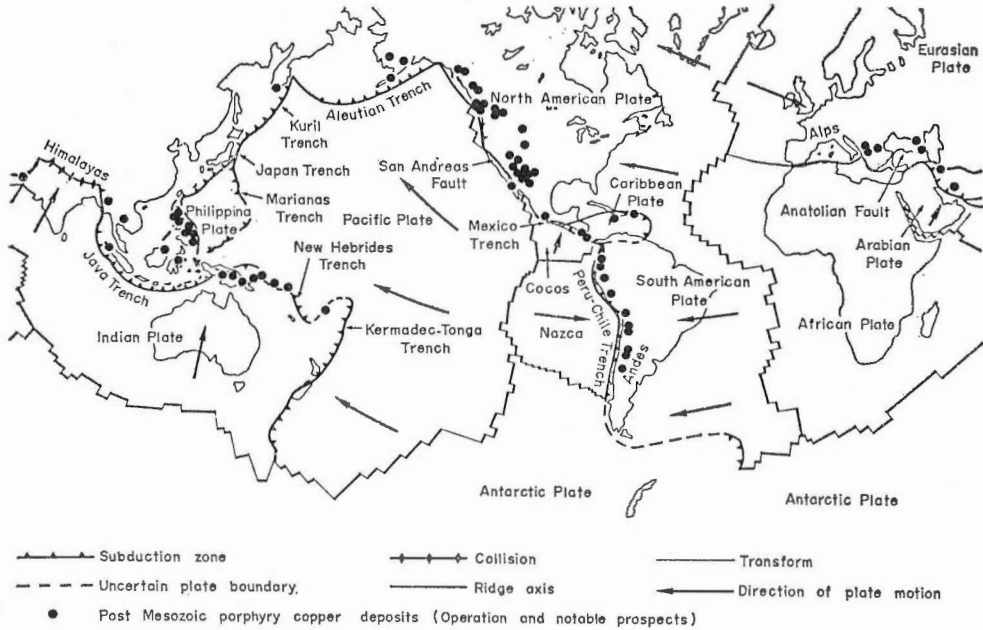 Eurasian
Plate
North American Plate
Aleutian Trench
Kuril
Trench
Alps
Himalayas
Japan Trench
San Andreas
Fault
Caribbean
Plate
Marianas
Trench
Philippina
Plate
Pacific Plate
Mexico
Trench
Anatolian Fault
Arabian
Plate
New Hebrides
Trench
Java Trench
Cocos
Peru-Chile Trench
South American
Plate
African Plate
Indian Plate
Kermadec-Tonga
Trench
Nazca
Andes
Antarctic Plate
Antarctic Plate
Subduction zone
Collision
Transform
Uncertain plate boundary.
Ridge axis
Direction of plate motion
Post Mesozoic porphyry copper deposits (Operation and notable prospects)